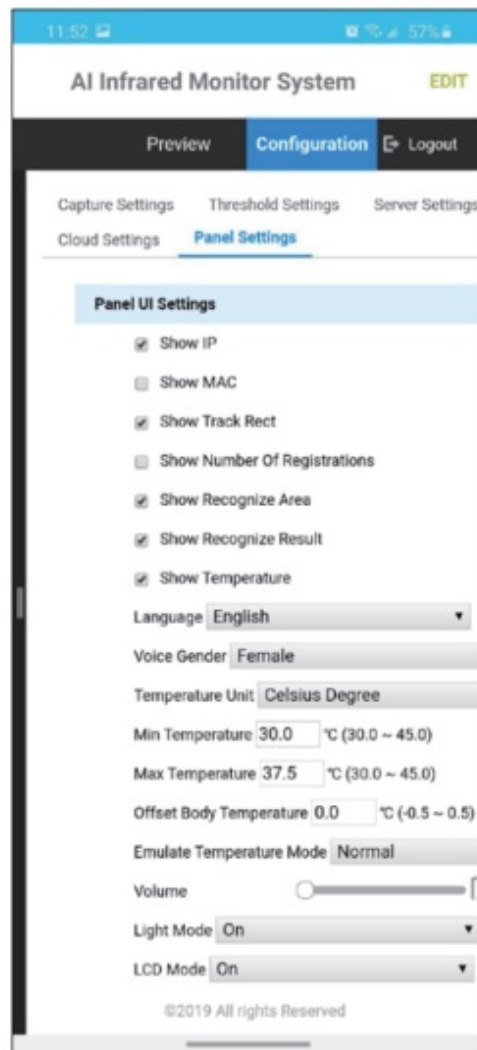 11:52 57%
AI Infrared Monitor System EDIT
Preview Configuration Logout
Capture Settings Threshold Settings Server Settings
Cloud Settings Panel Settings
Panel UI Settings
Show IP
Show MAC
Show Track Rect
Show Number Of Registrations
Show Recognize Area
Show Recognize Result
Show Temperature
Language English
Voice Gender Female
Temperature Unit Celsius Degree
Min Temperature 30.0 °C (30.0 ~ 45.0)
Max Temperature 37.5 °C (30.0 ~ 45.0)
Offset Body Temperature 0.0 °C (-0.5 ~ 0.5)
Emulate Temperature Mode Normal
Volume
Light Mode On
LCD Mode On
©2019 All rights Reserved